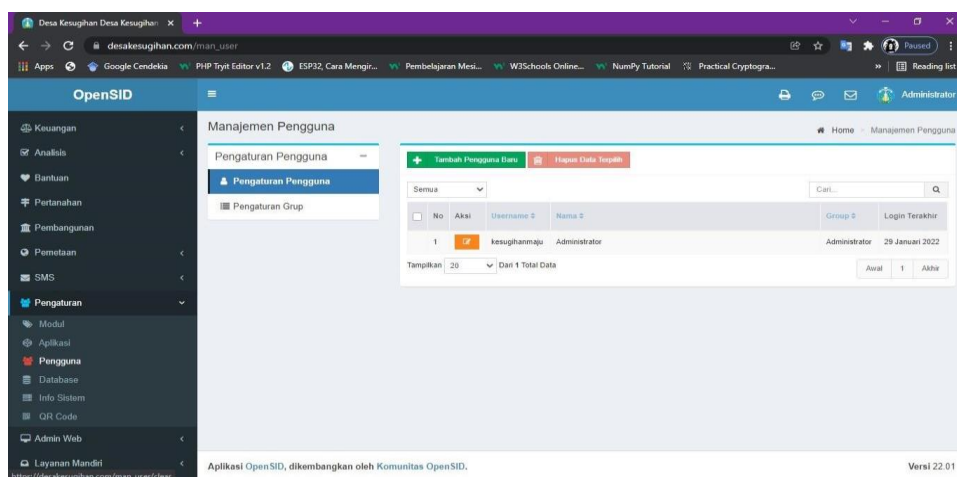 Desa Kesugihan Desa Kesugihan
desakesugihan.com/man_user
Paused
Apps Google Cendekia PHP Tryit Editor v1.2 ESP32, Cara Mengir... Pembelajaran Mesi... W3Schools Online... NumPy Tutorial Practical Cryptogra... » Reading list
OpenSID
Administrator
Keuangan
Analisis
Bantuan
Pertanahan
Pembangunan
Pemetaan
SMS
Pengaturan
Modul
Aplikasi
Pengguna
Database
Info Sistem
QR Code
Admin Web
Layanan Mandiri
https://desakesugihan.com/man_user/clear
Manajemen Pengguna
Home - Manajemen Pengguna
Pengaturan Pengguna
Pengaturan Pengguna
Pengaturan Grup
Tambah Pengguna Baru Hapus Data Terpilih
Semua Cari...
No Aksi Username Nama Group Login Terakhir
1 kesugihanmaju Administrator Administrator 29 Januari 2022
Tampilkan 20 Dari 1 Total Data
Awal 1 Akhir
Aplikasi OpenSID, dikembangkan oleh Komunitas OpenSID.
Versi 22.01